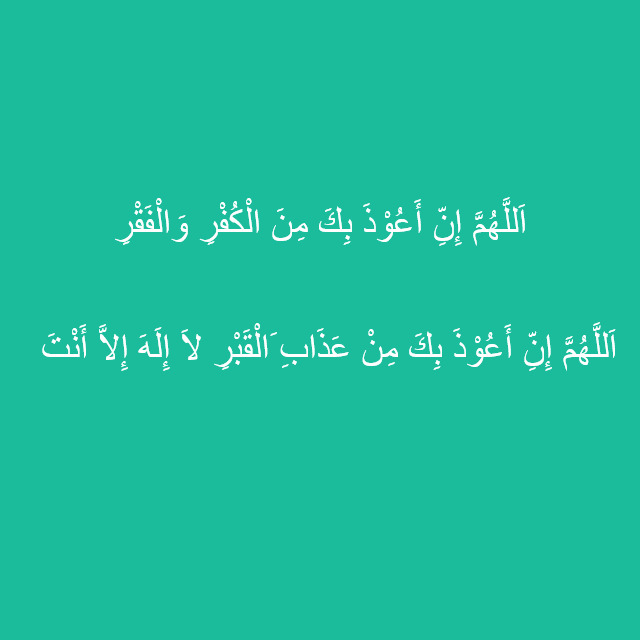 اَللَّهُمَّ إِنِّ أَعُوْذَ بِكَ مِنَ الْكُفْرِ وَالْفَقْرِ
اَللَّهُمَّ إِنِّ أَعُوْذَ بِكَ مِنْ عَذَابِ َالْقَبْرِ لاَ إِلَهَ إِلاَّ أَنْتَ